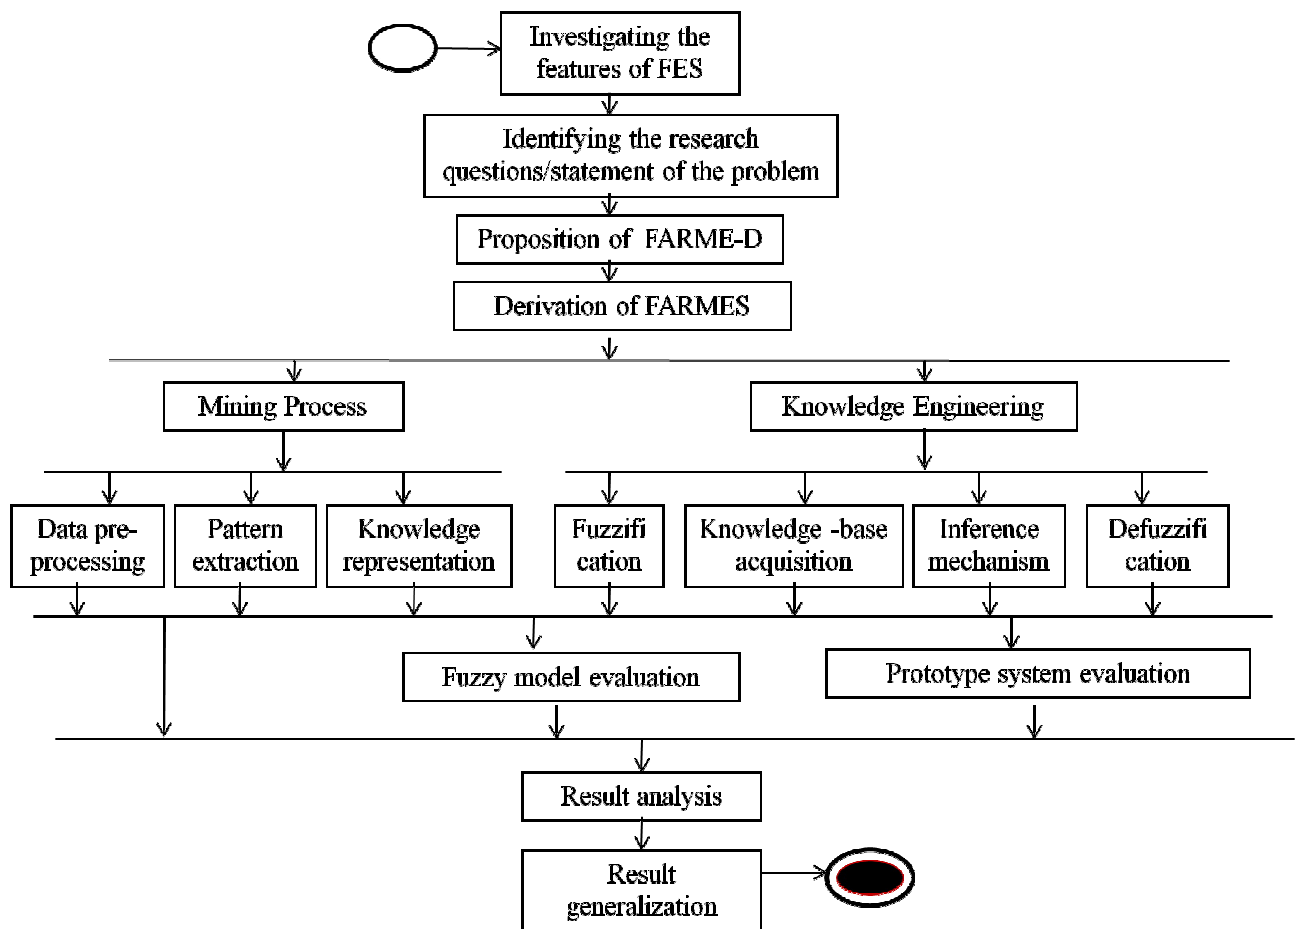 Investigating the
features of FES
Identifying the research
questions/statement of the problem
Proposition of FARME-D
Derivation of FARMES
Mining Process
Knowledge Engineering
Data pre-
processing
Pattern
extraction
Knowledge
representation
Fuzzifi
cation
Knowledge -base
acquisition
Inference
mechanism
Defuzzifi
cation
Fuzzy model evaluation
Prototype system evaluation
Result analysis
Result
generalization